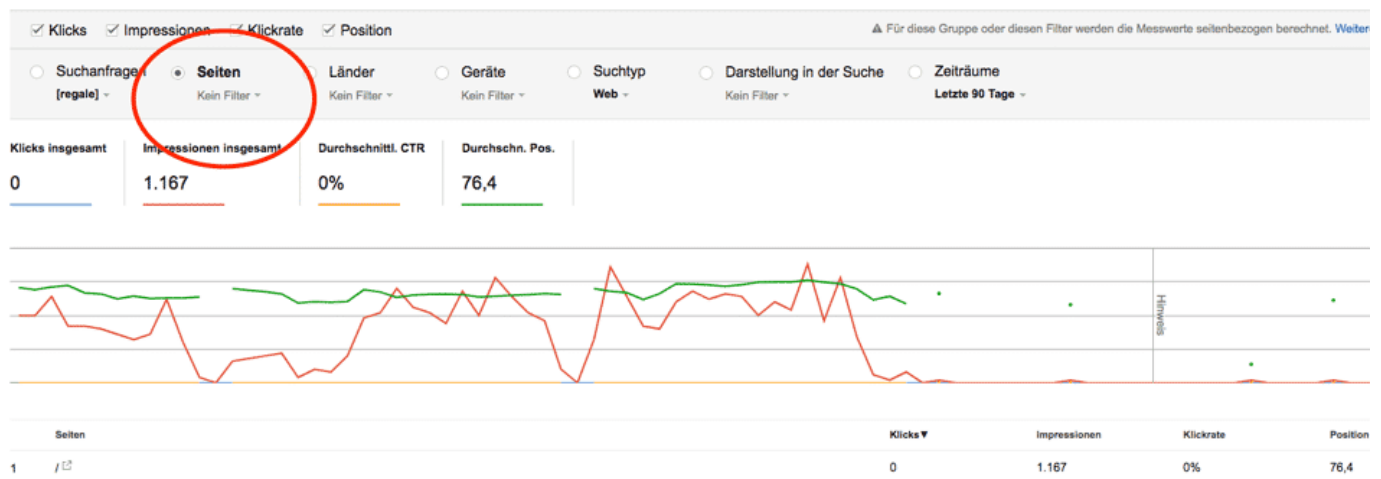 Klicks Impressionen Klickrate Position Für diese Gruppe oder diesen Filter werden die Messwerte seitenbezogen berechnet. Weiter
Suchanfragen Seiten Länder Geräte Suchtyp Darstellung in der Suche Zeiträume
[regale] Kein Filter Kein Filter Kein Filter Web Kein Filter Letzte 90 Tage
Klicks insgesamt Impressionen insgesamt Durchschnittl. CTR Durchschn. Pos.
0 1.167 0% 76,4
Hinweis
Seiten Klicks▼ Impressionen Klickrate Position
1 / 0 1.167 0% 76,4